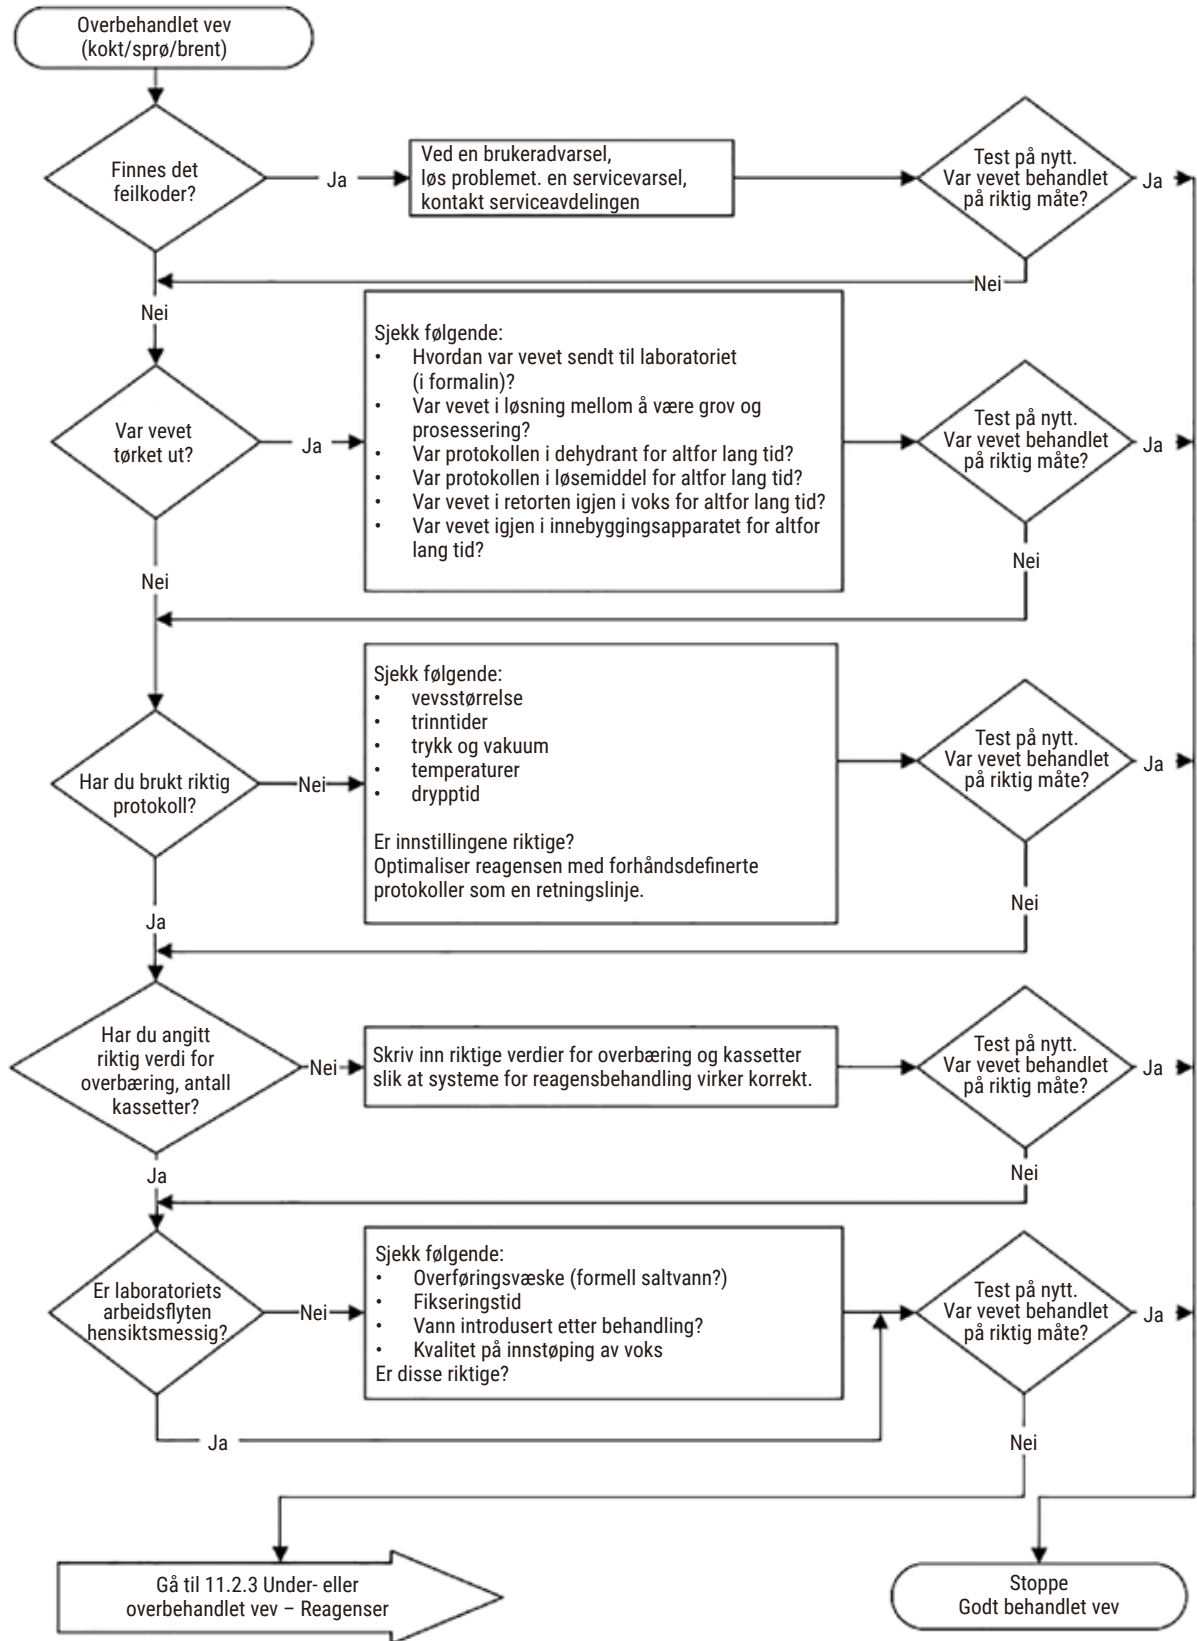 Overbehandlet vev
(kokt/sprø/brent)
Finnes det
feilkoder?
Ja
Ved en brukeradvarsel,
løs problemet. en servicevarsel,
kontakt serviceavdelingen
Test på nytt.
Var vevet behandlet
på riktig måte?
Ja
Nei
Nei
Var vevet
tørket ut?
Ja
Sjekk følgende:
• Hvordan var vevet sendt til laboratoriet
(i formalin)?
• Var vevet i løsning mellom å være grov og
prosessering?
• Var protokollen i dehydrant for altfor lang tid?
• Var protokollen i løsemiddel for altfor lang tid?
• Var vevet i retorten igjen i voks for altfor lang tid?
• Var vevet igjen i innebyggingsapparatet for altfor
lang tid?
Test på nytt.
Var vevet behandlet
på riktig måte?
Ja
Nei
Nei
Har du brukt riktig
protokoll?
Nei
Sjekk følgende:
• vevsstørrelse
• trinntider
• trykk og vakuum
• temperaturer
• drypptid
Er innstillingene riktige?
Optimaliser reagensen med forhåndsdefinerte
protokoller som en retningslinje.
Test på nytt.
Var vevet behandlet
på riktig måte?
Ja
Nei
Ja
Har du angitt
riktig verdi for
overbæring, antall
kassetter?
Nei
Skriv inn riktige verdier for overbæring og kassetter
slik at systeme for reagensbehandling virker korrekt.
Test på nytt.
Var vevet behandlet
på riktig måte?
Ja
Nei
Ja
Er laboratoriets
arbeidsflyten
hensiktsmessig?
Nei
Sjekk følgende:
• Overføringsvæske (formell saltvann?)
• Fikseringstid
• Vann introdusert etter behandling?
• Kvalitet på innstøping av voks
Er disse riktige?
Test på nytt.
Var vevet behandlet
på riktig måte?
Ja
Ja
Nei
Gå til 11.2.3 Under- eller
overbehandlet vev – Reagenser
Stoppe
Godt behandlet vev